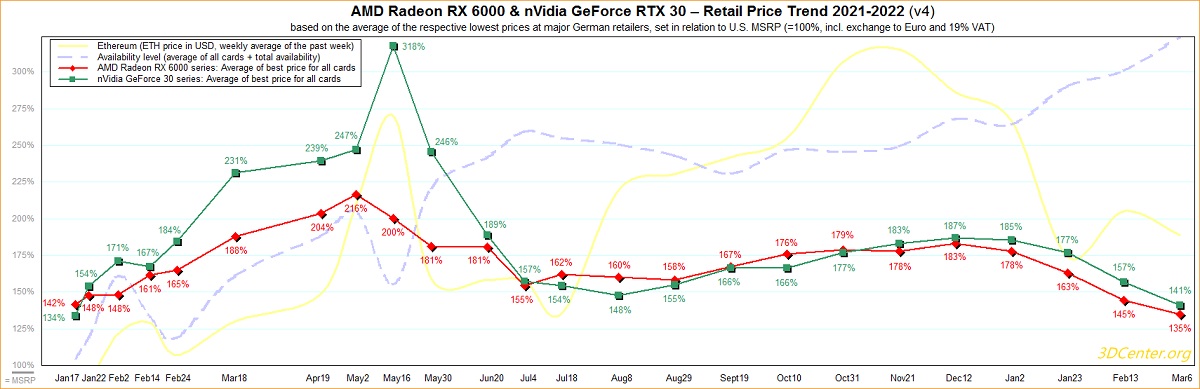 AMD Radeon RX 6000 & nVidia GeForce RTX 30 – Retail Price Trend 2021-2022 (v4)
based on the average of the respective lowest prices at major German retailers, set in relation to U.S. MSRP (=100%, incl. exchange to Euro and 19% VAT)
Ethereum (ETH price in USD, weekly average of the past week)
Availability level (average of all cards + total availability)
AMD Radeon RX 6000 series: Average of best price for all cards
nVidia GeForce 30 series: Average of best price for all cards
300%
275%
250%
225%
200%
175%
150%
125%
100%
= MSRP
134% 154% 171% 167% 184% 231% 239% 247% 318% 246% 189% 157% 154% 148% 155% 166% 166% 177% 183% 187% 185% 177% 157% 141%
142% 148% 148% 161% 165% 188% 204% 216% 200% 181% 181% 155% 162% 160% 158% 167% 176% 179% 178% 183% 178% 163% 145% 135%
3DCenter.org
Jan17 Jan22 Feb2 Feb14 Feb24 Mar18 Apr19 May2 May16 May30 Jun20 Jul4 Jul18 Aug8 Aug29 Sept19 Oct10 Oct31 Nov21 Dec12 Jan2 Jan23 Feb13 Mar6